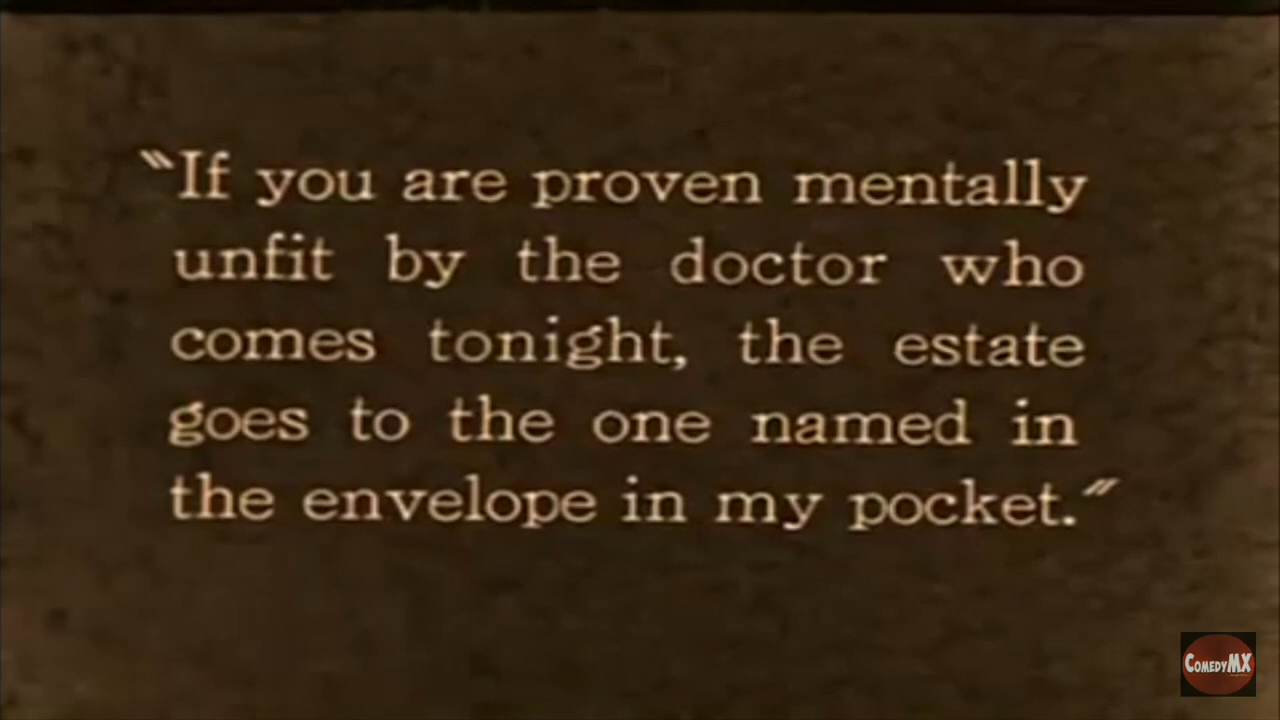 "If you are proven mentally
unfit by the doctor who
comes tonight, the estate
goes to the one named in
the envelope in my pocket."
COMEDYMX